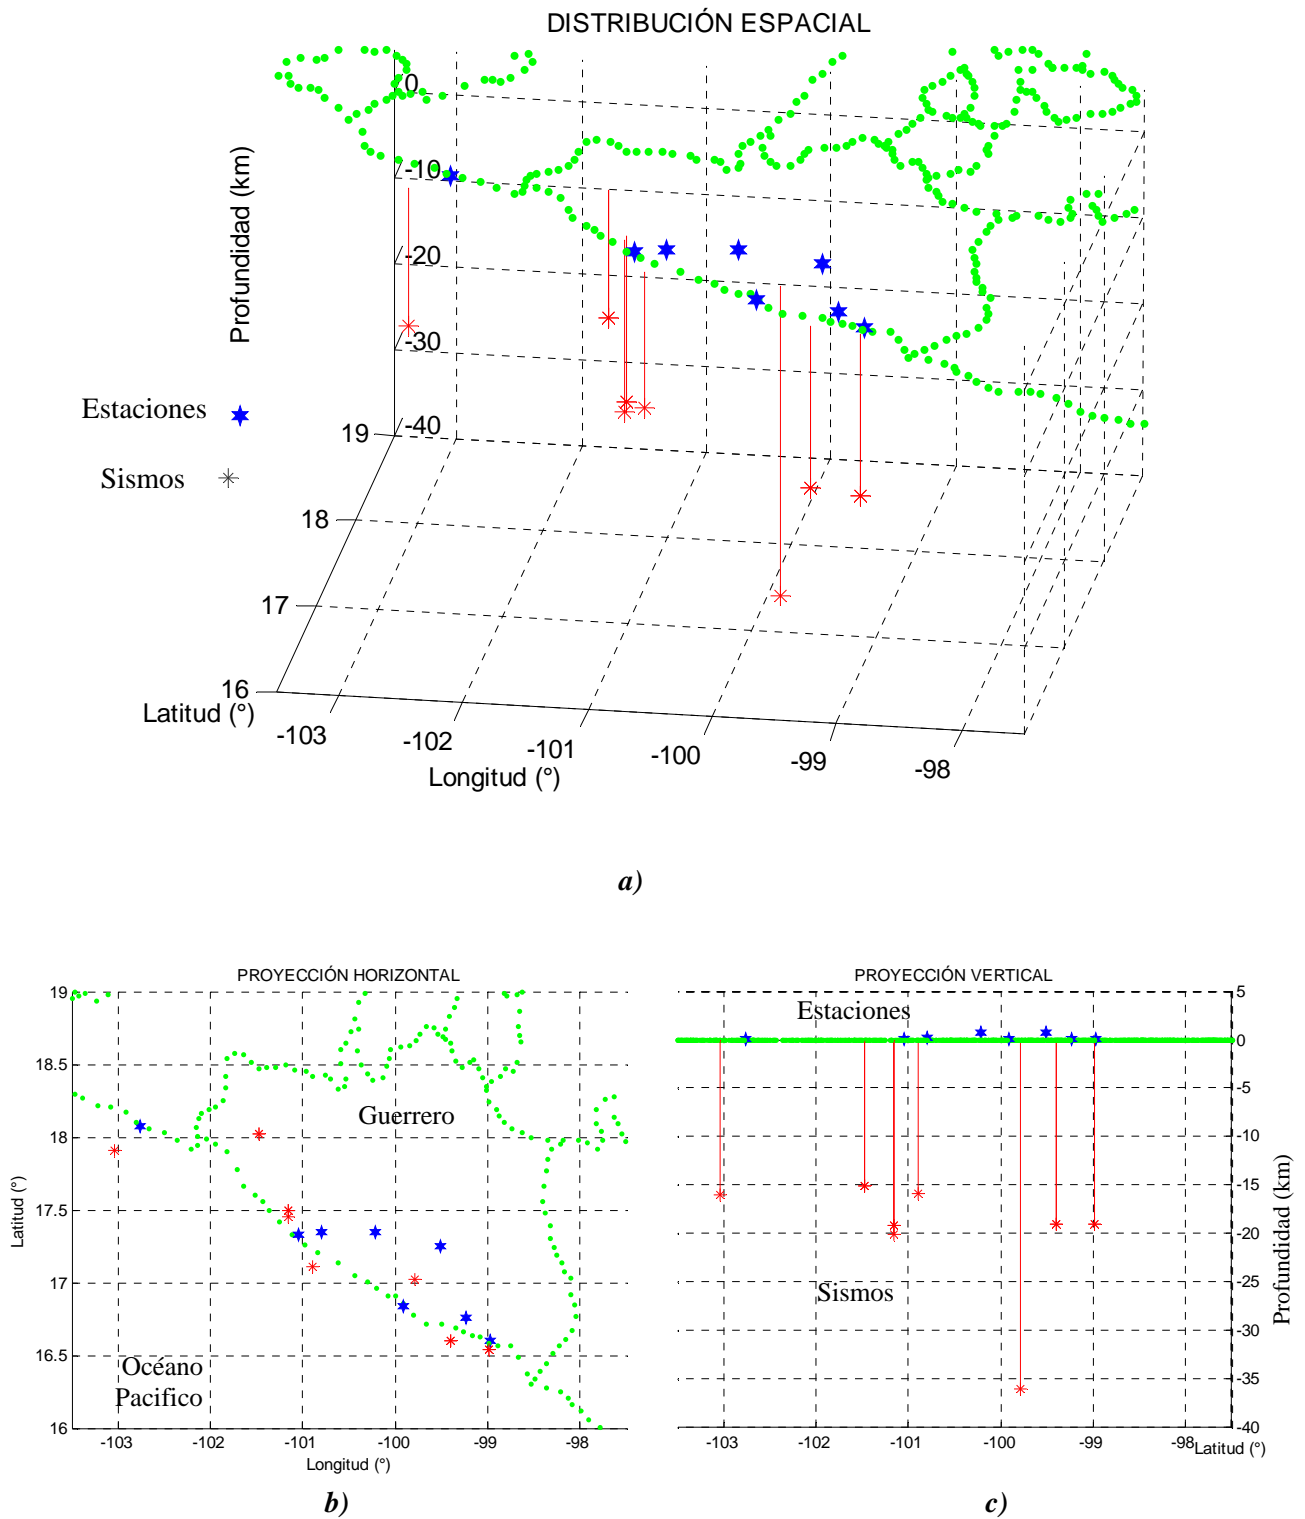 DISTRIBUCIÓN ESPACIAL
0
-10
-20
-30
-40
Profundidad (km)
Estaciones
Sismos
19
18
17
16
Latitud (°)
-103
-102
-101
-100
-99
-98
Longitud (°)
a)
PROYECCIÓN HORIZONTAL
19
18.5
18
17.5
17
16.5
16
Latitud (°)
Guerrero
Océano
Pacifico
-103
-102
-101
-100
-99
-98
Longitud (°)
b)
PROYECCIÓN VERTICAL
Estaciones
Sismos
5
0
-5
-10
-15
-20
-25
-30
-35
-40
Profundidad (km)
-103
-102
-101
-100
-99
-98
Latitud (°)
c)